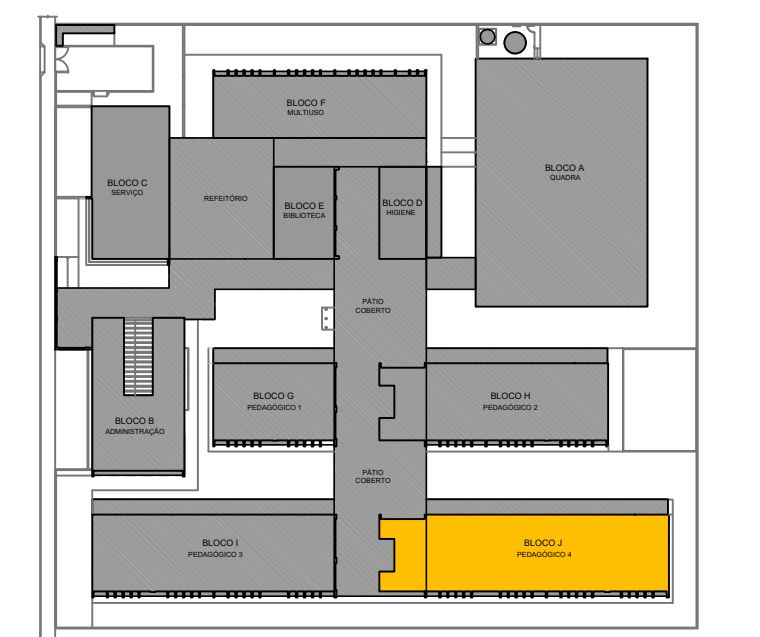 BLOCO F
MULTIUSO
BLOCO A
QUADRA
BLOCO C
SERVIÇO
REFEITÓRIO
BLOCO E
BIBLIOTECA
BLOCO D
HIGIENE
PÁTIO
COBERTO
BLOCO G
PEDAGÓGICO 1
BLOCO H
PEDAGÓGICO 2
BLOCO B
ADMINISTRAÇÃO
PÁTIO
COBERTO
BLOCO I
PEDAGÓGICO 3
BLOCO J
PEDAGÓGICO 4